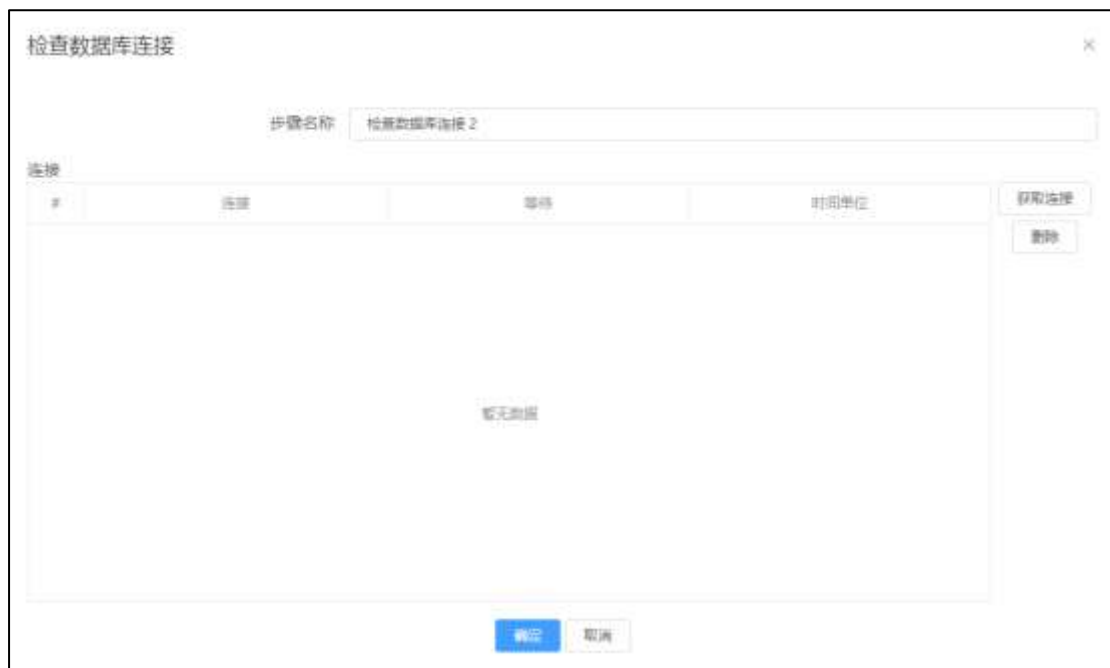 检查数据库连接
步骤名称 检查数据库连接 2
连接
# 连接 等待 时间单位 获取连接
删除
暂无数据
确定 取消